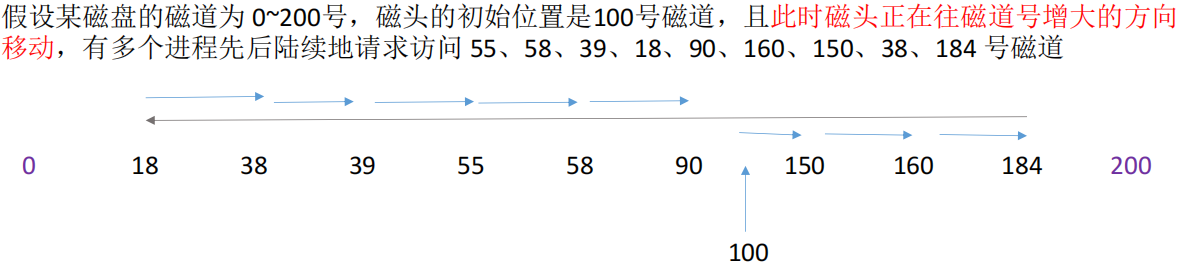 假设某磁盘的磁道为 0~200号，磁头的初始位置是100号磁道，且此时磁头正在往磁道号增大的方向
移动，有多个进程先后陆续地请求访问 55、58、39、18、90、160、150、38、184 号磁道
0 18 38 39 55 58 90 150 160 184 200
100